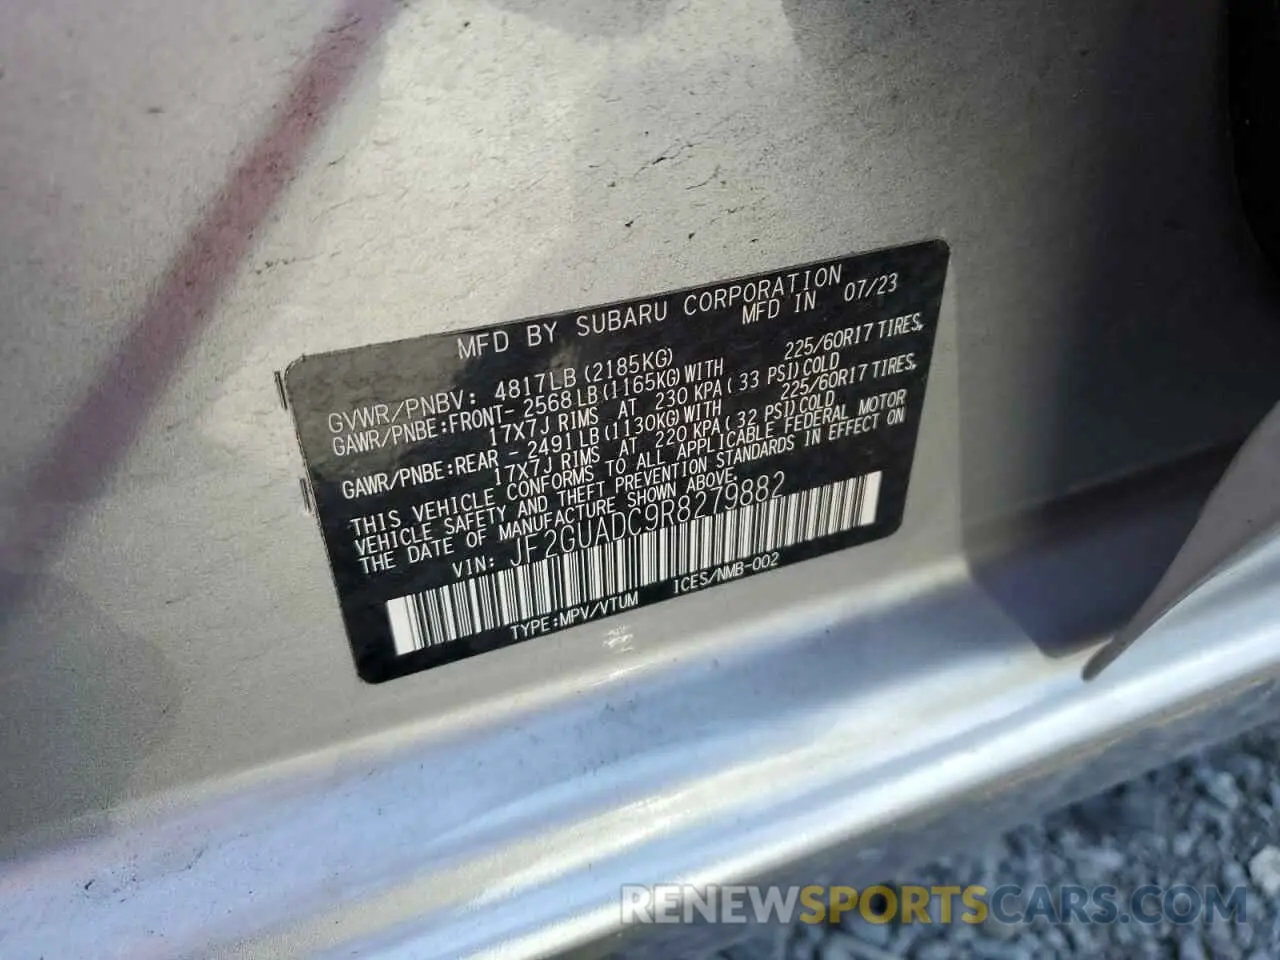 MFD BY SUBARU CORPORATION
MFD IN 07/23
GVWR/PNBV: 4817LB (2185KG)
GAWR/PNBE:FRONT- 2568LB (1165KG) WITH 225/60R17 TIRES,
17X7J RIMS AT 230 KPA (33 PSI) COLD
GAWR/PNBE:REAR - 2491LB (1130KG) WITH 225/60R17 TIRES,
17X7J RIMS AT 220 KPA (32 PSI) COLD
THIS VEHICLE CONFORMS TO ALL APPLICABLE FEDERAL MOTOR
VEHICLE SAFETY AND THEFT PREVENTION STANDARDS IN EFFECT ON
THE DATE OF MANUFACTURE SHOWN ABOVE.
VIN: JF2GUADC9R8279882
TYPE:MPV/VTUM ICES/NMB-002
RENEWSPORTSCARS.COM